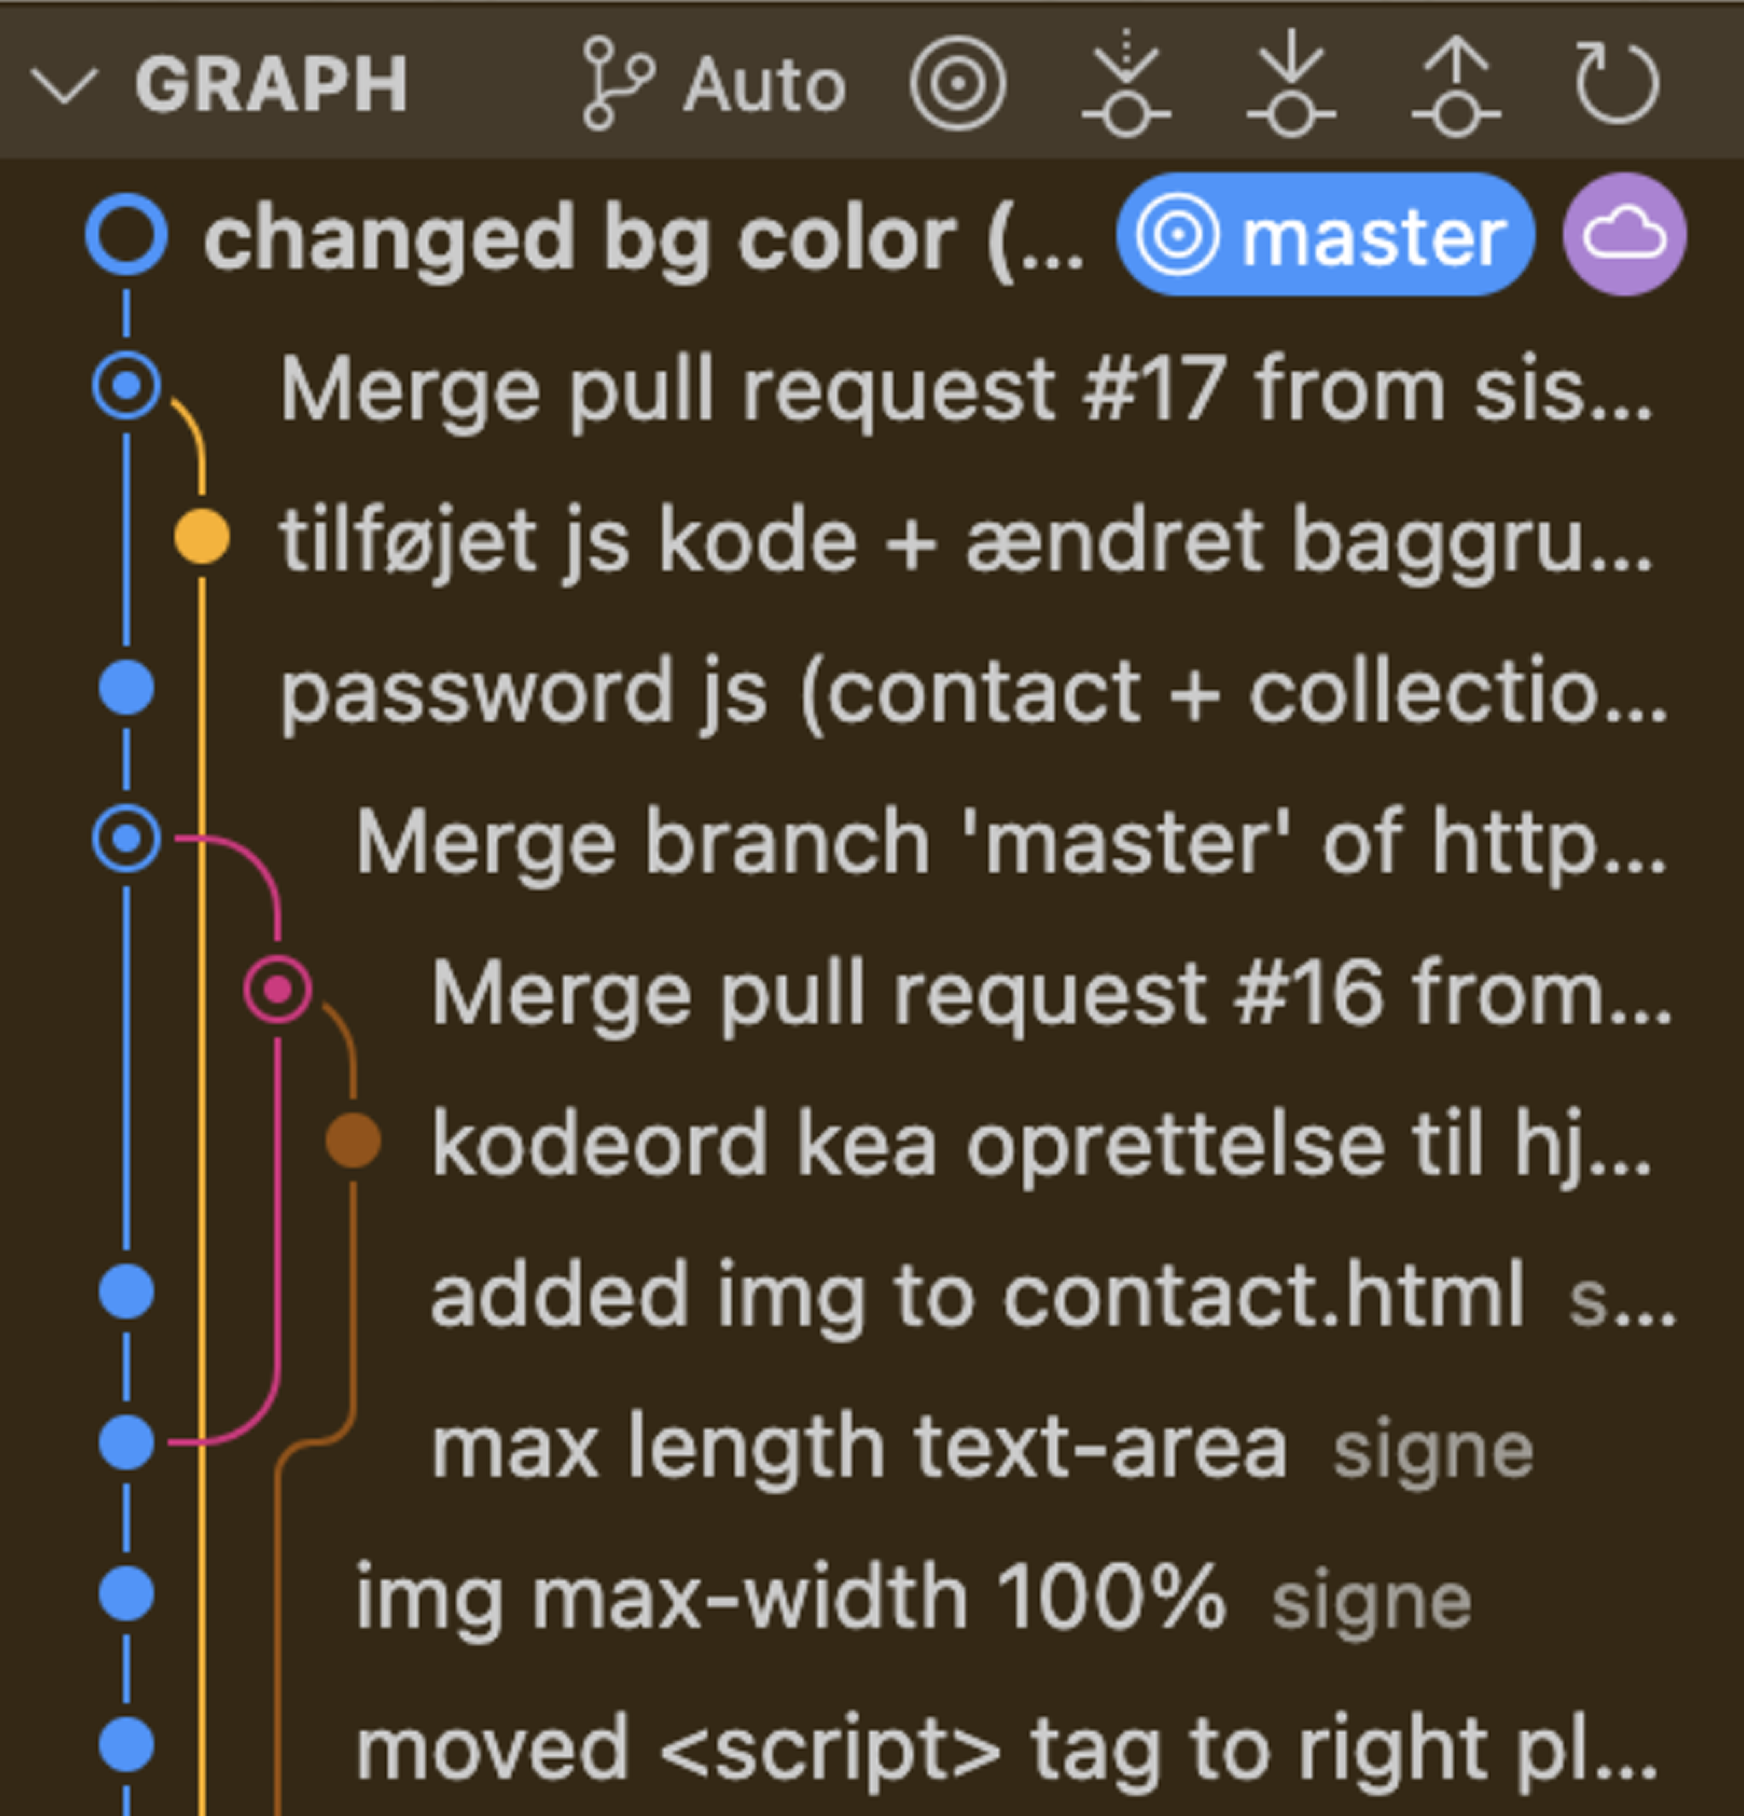 GRAPH Auto
changed bg color (... master
Merge pull request #17 from sis...
tilføjet js kode + ændret baggru...
password js (contact + collectio...
Merge branch 'master' of http...
Merge pull request #16 from...
kodeord kea oprettelse til hj...
added img to contact.html s...
max length text-area signe
img max-width 100% signe
moved <script> tag to right pl...